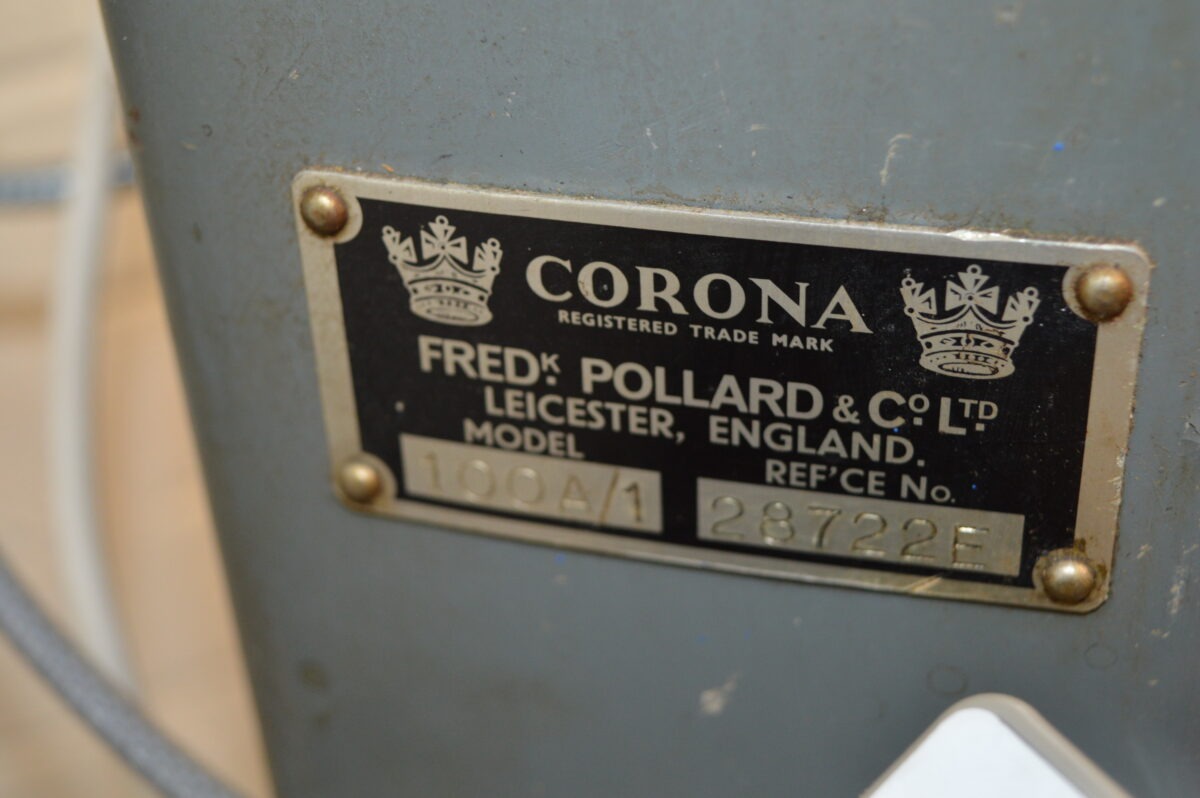 CORONA
REGISTERED TRADE MARK
FREDK. POLLARD & CO. LTD.
LEICESTER, ENGLAND.
MODEL REF'CE No.
100A/1 28722E